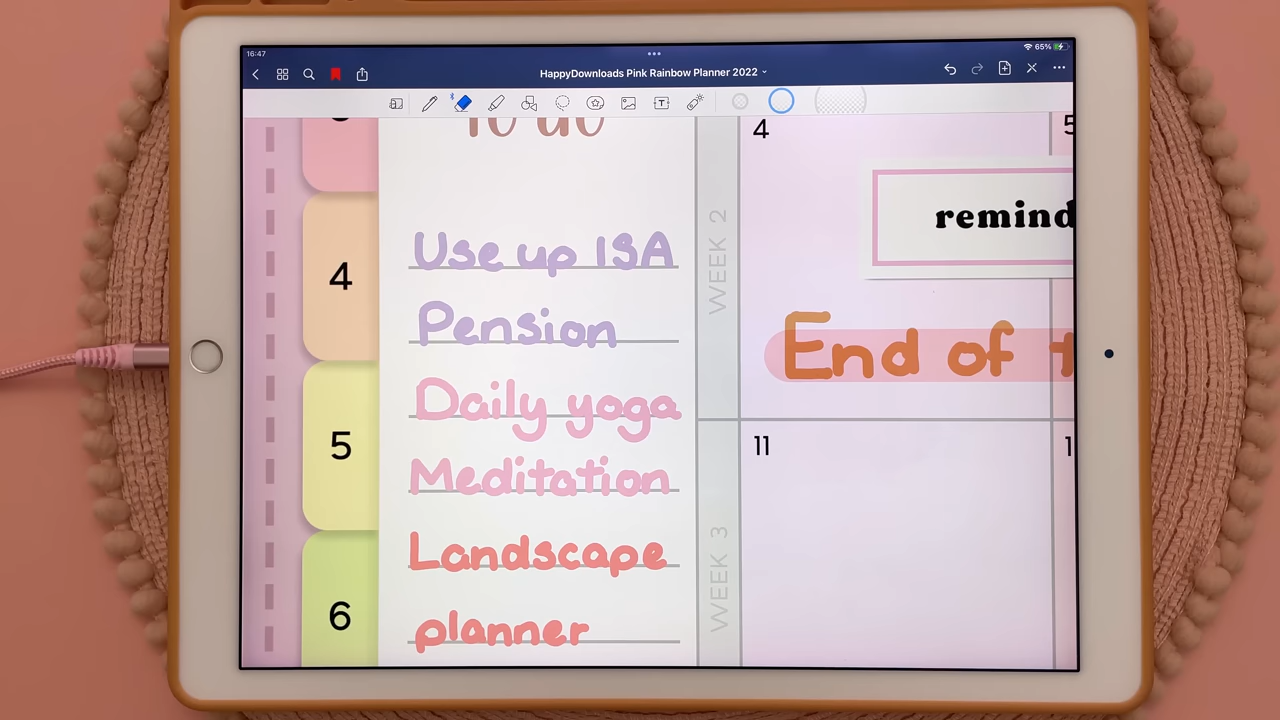 16:47
65%
HappyDownloads Pink Rainbow Planner 2022
To do
4
5
6
Use up ISA
Pension
Daily yoga
Meditation
Landscape
planner
WEEK 2
WEEK 3
4
5
remind
End of t
11
1